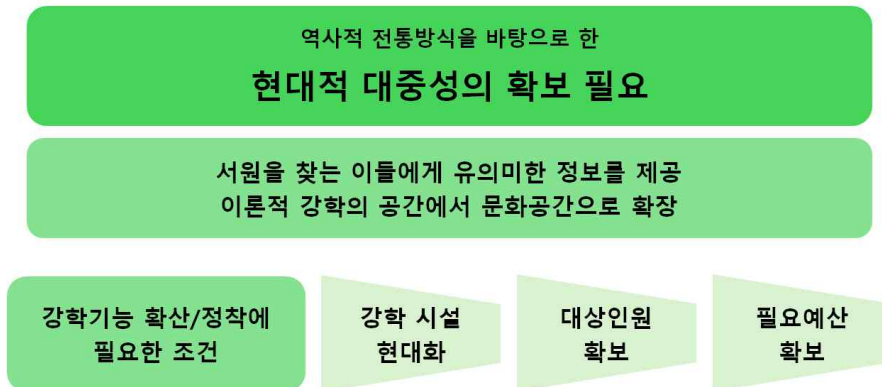 역사적 전통방식을 바탕으로 한
현대적 대중성의 확보 필요
서원을 찾는 이들에게 유의미한 정보를 제공
이론적 강학의 공간에서 문화공간으로 확장
강학기능 확산/정착에
필요한 조건
강학 시설
현대화
대상인원
확보
필요예산
확보